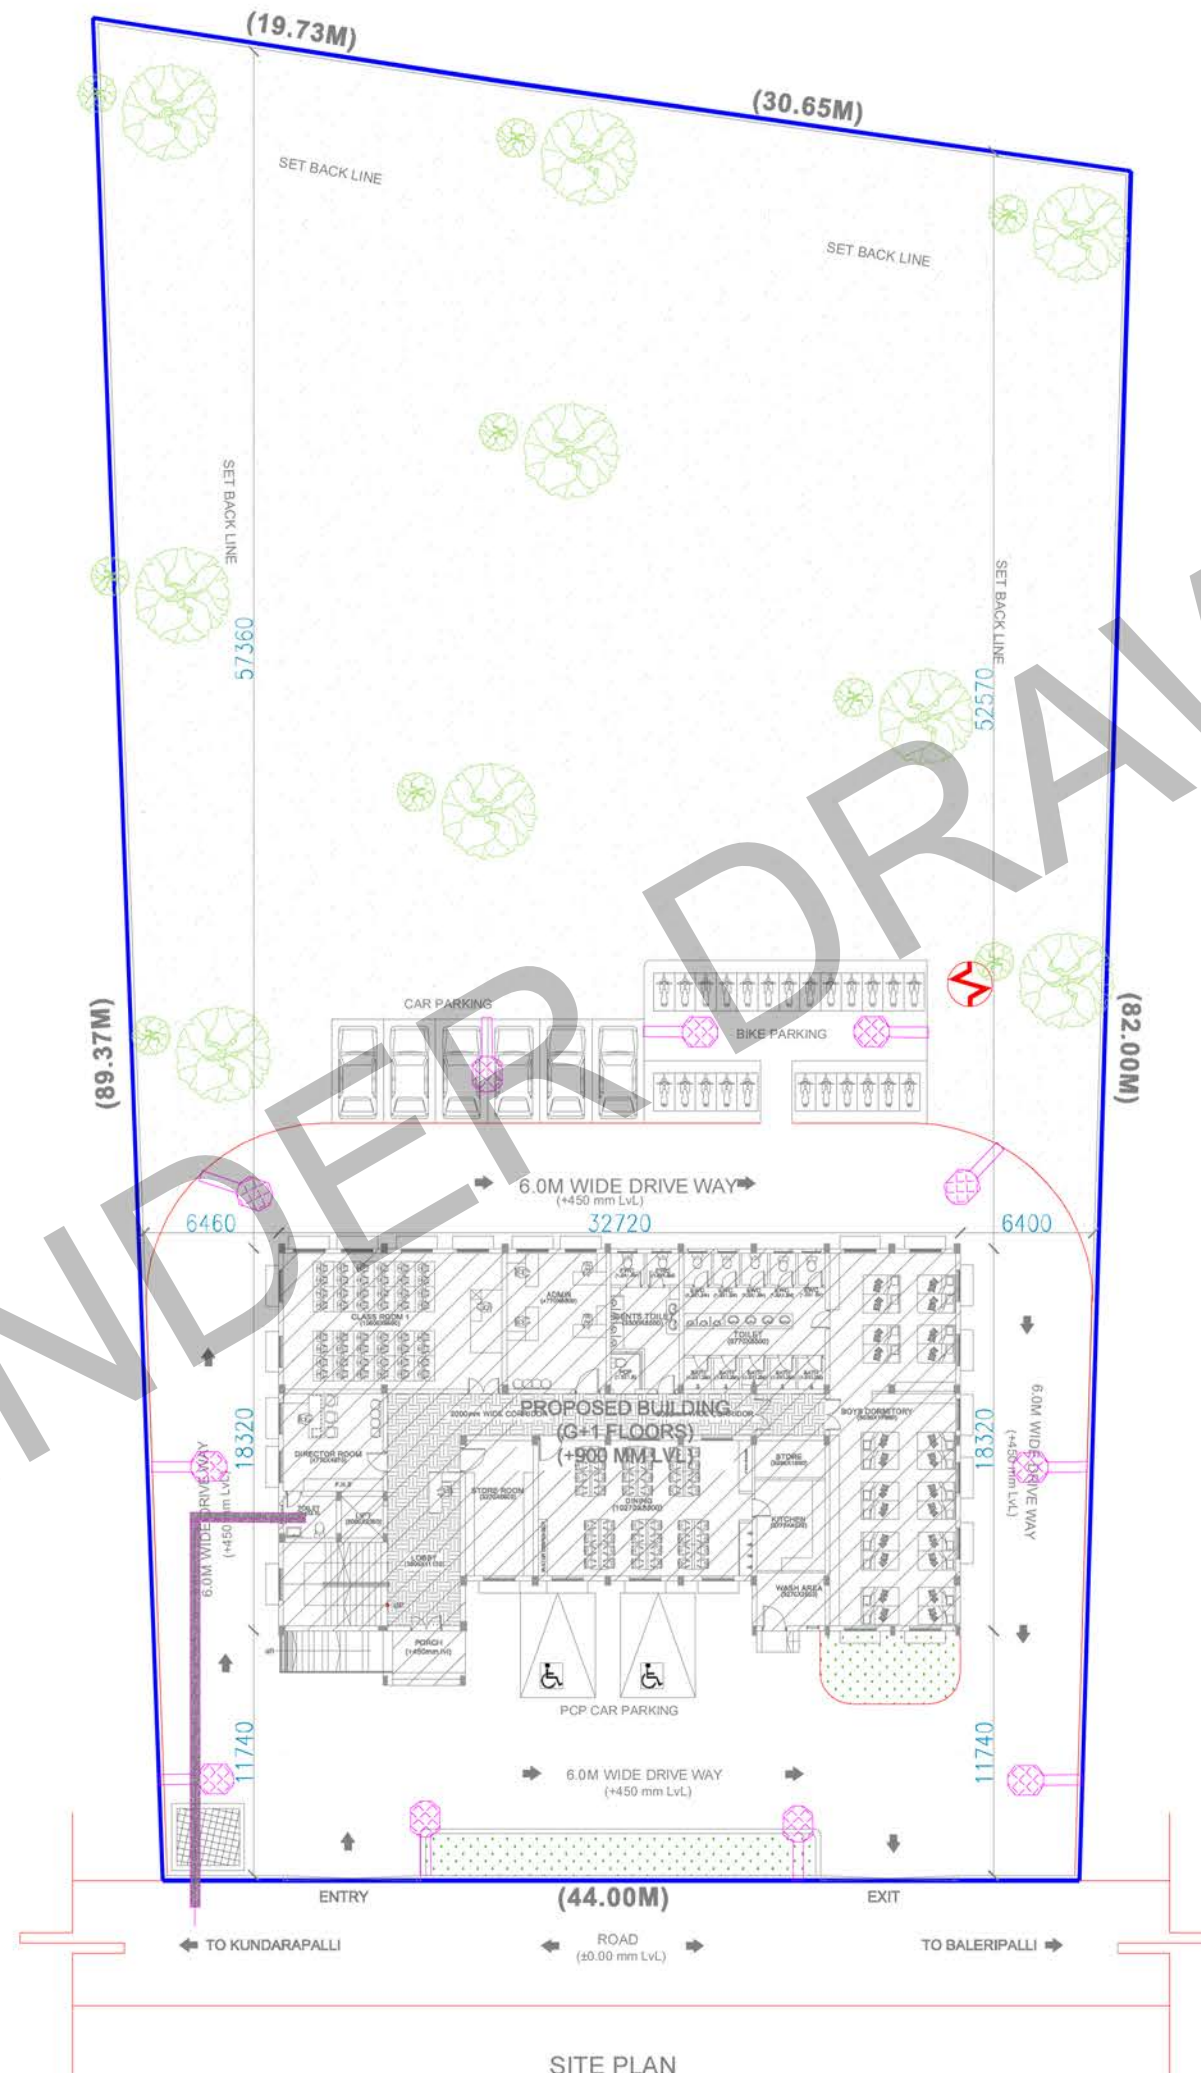 (19.73M)
(30.65M)
SET BACK LINE
SET BACK LINE
SET BACK LINE
SET BACK LINE
57360
52570
(89.37M)
(82.00M)
CAR PARKING
BIKE PARKING
6.0M WIDE DRIVE WAY
(+450 mm LvL)
6460
32720
6400
CLASS ROOM 1
ADMIN
GENTS TOILET
TOILET
PROPOSED BUILDING
(G+1 FLOORS)
(+900 MM LVL)
BOYS DORMITORY
DIRECTOR ROOM
STORE ROOM
STORE
DINING
KITCHEN
TOILET
LOBBY
WASH AREA
PORCH
(+450mm lvl)
18320
18320
6.0M WIDE DRIVE WAY
(+450 mm LvL)
6.0M WIDE DRIVE WAY
(+450 mm LvL)
PCP CAR PARKING
11740
11740
6.0M WIDE DRIVE WAY
(+450 mm LvL)
ENTRY
(44.00M)
EXIT
TO KUNDARAPALLI
ROAD
(±0.00 mm LvL)
TO BALERIPALLI
SITE PLAN